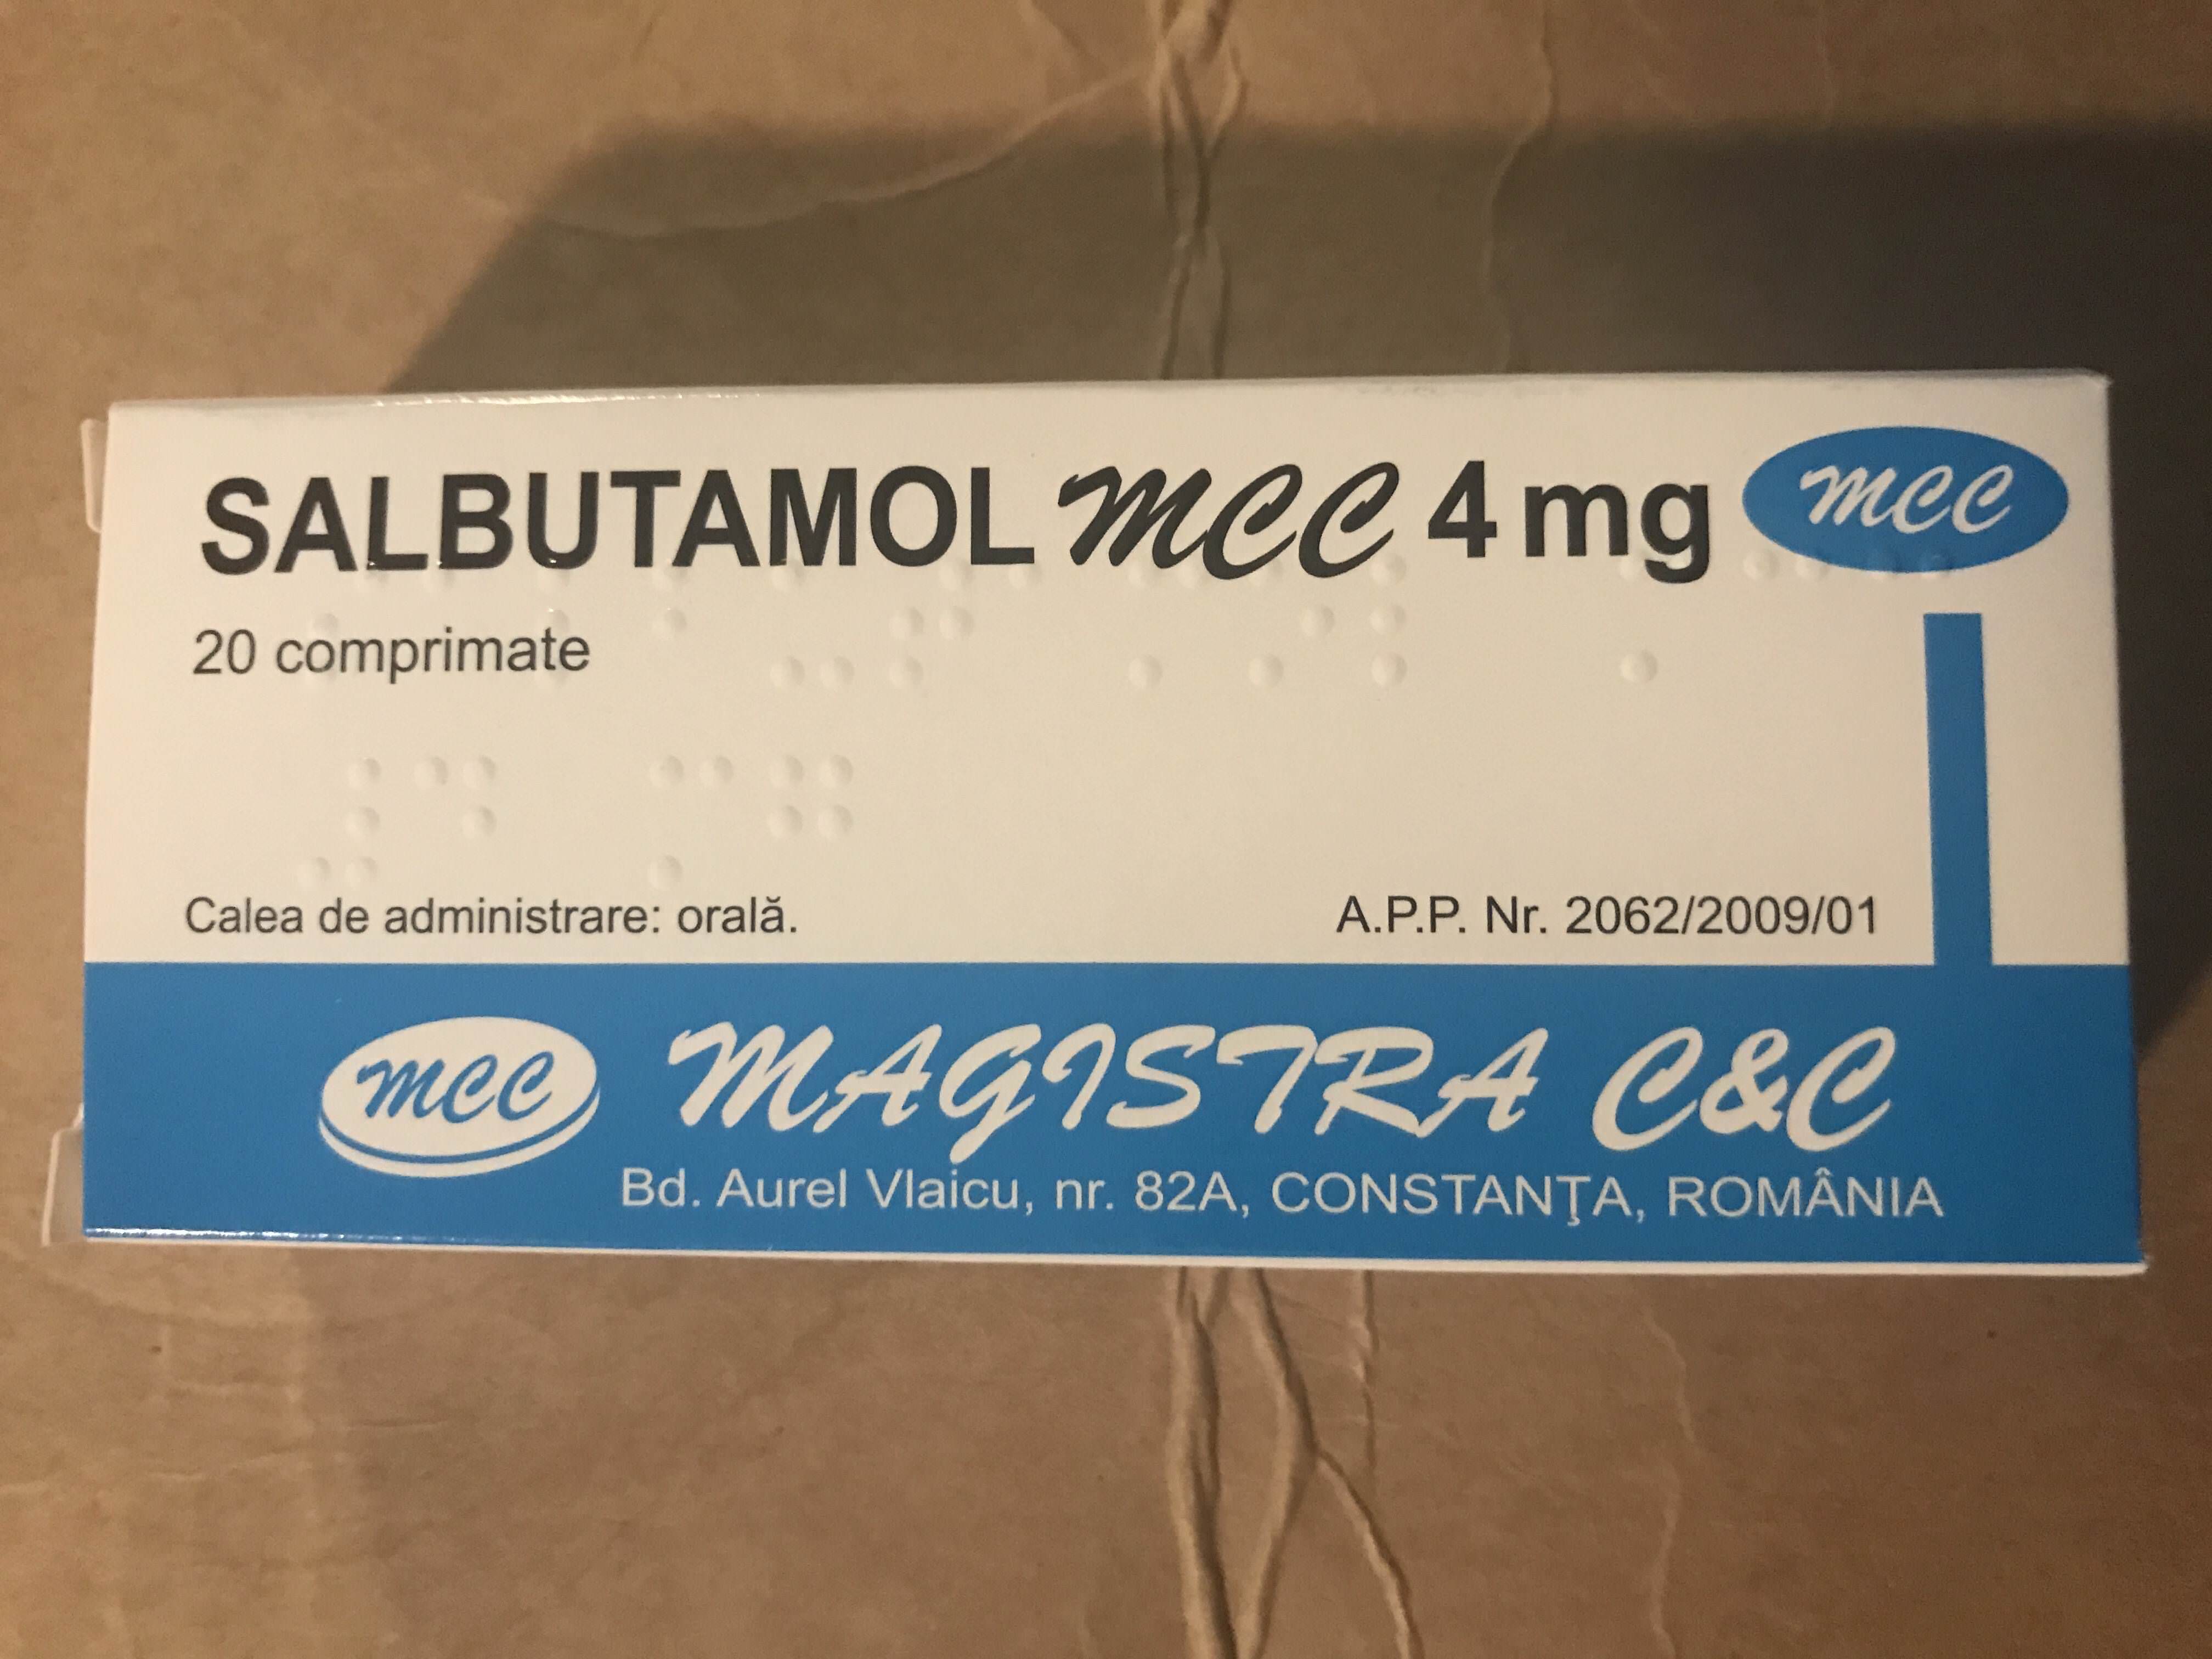 SALBUTAMOL MCC 4 mg
MCC
20 comprimate
Calea de administrare: orală.
A.P.P. Nr. 2062/2009/01
MCC
MAGISTRA C&C
Bd. Aurel Vlaicu, nr. 82A, CONSTANŢA, ROMÂNIA